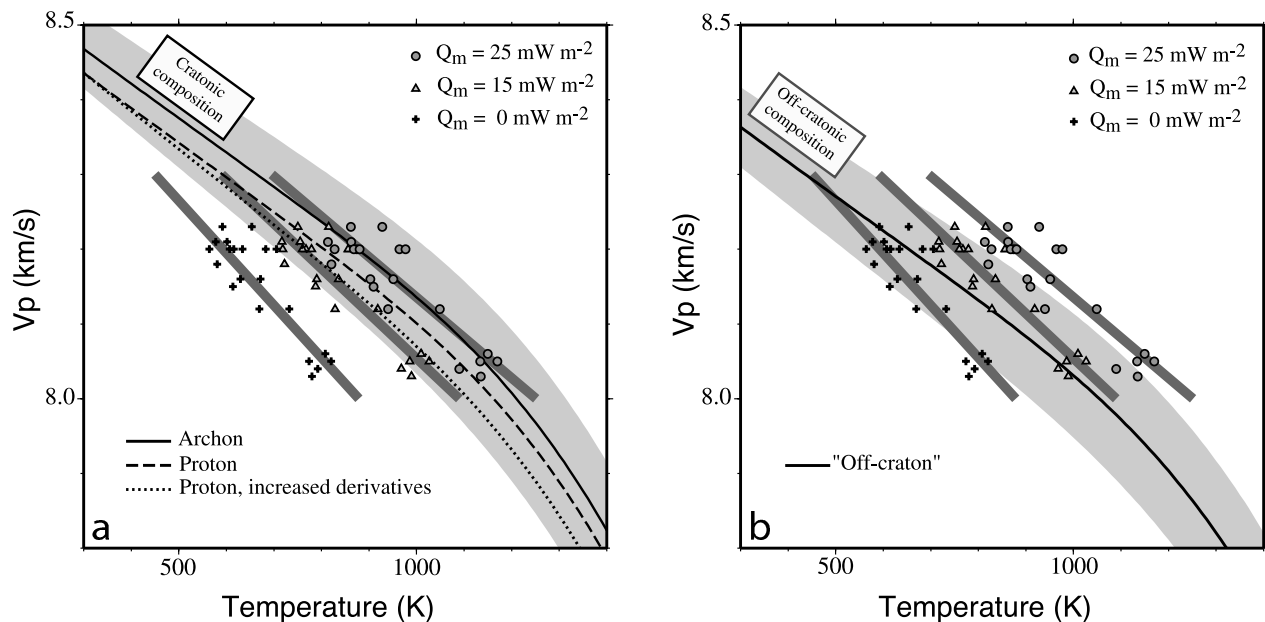 8.5
Cratonic
composition
Qm = 25 mW m-2
Qm = 15 mW m-2
Qm = 0 mW m-2
Vp (km/s)
8.0
Archon
Proton
Proton, increased derivatives
a
500
1000
Temperature (K)
8.5
Off-cratonic
composition
Qm = 25 mW m-2
Qm = 15 mW m-2
Qm = 0 mW m-2
Vp (km/s)
8.0
"Off-craton"
b
500
1000
Temperature (K)